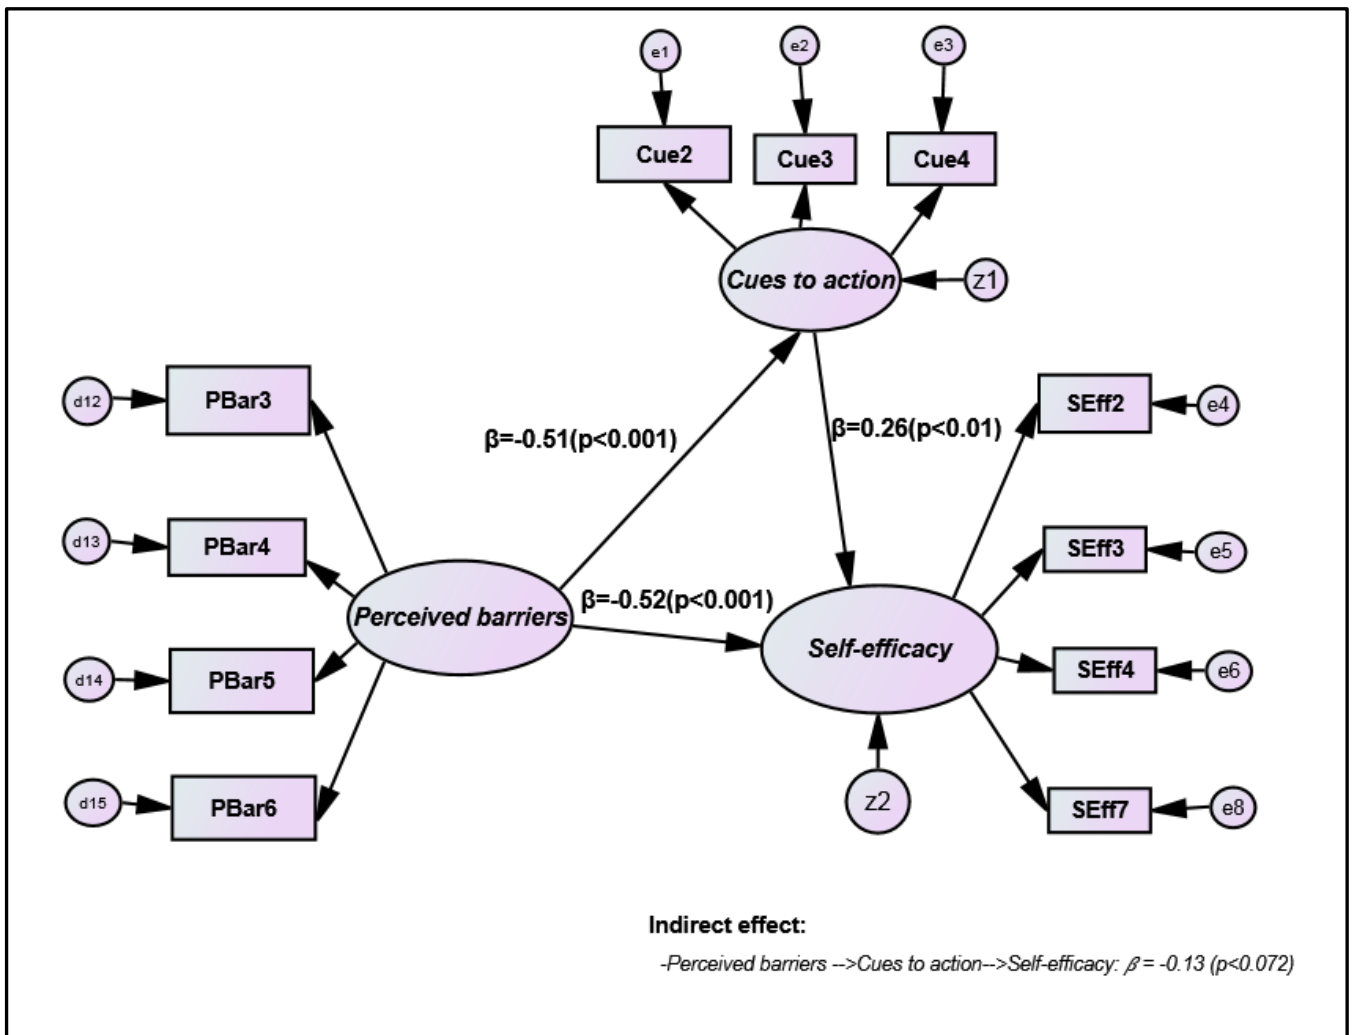 e1
e2
e3
Cue2
Cue3
Cue4
Cues to action
z1
d12
PBar3
SEff2
e4
β=-0.51(p<0.001)
β=0.26(p<0.01)
d13
PBar4
SEff3
e5
β=-0.52(p<0.001)
Perceived barriers
Self-efficacy
d14
PBar5
SEff4
e6
d15
PBar6
z2
SEff7
e8
Indirect effect:
-Perceived barriers -->Cues to action-->Self-efficacy: β = -0.13 (p<0.072)